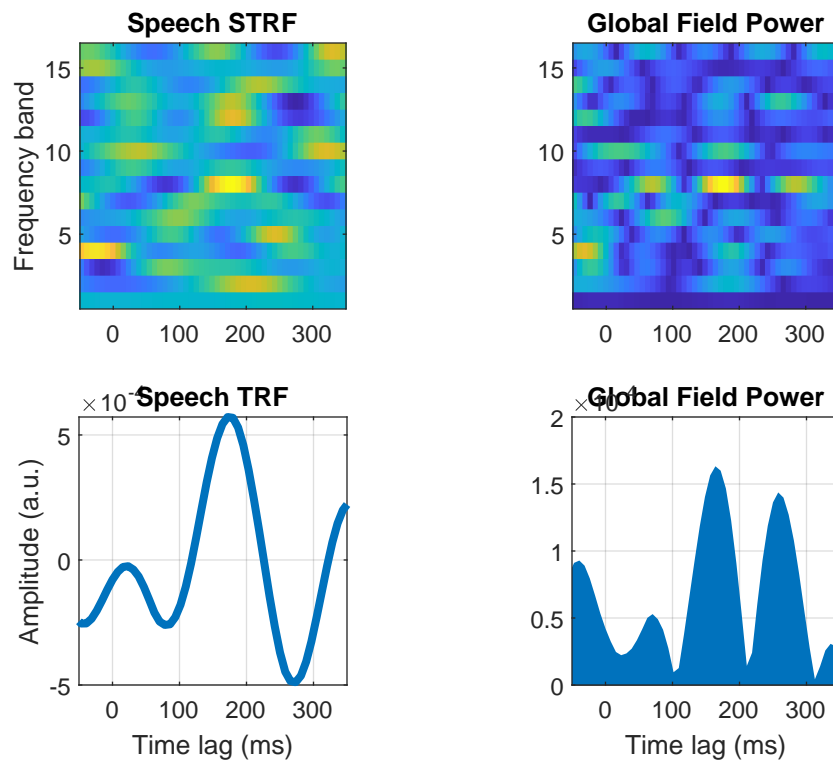 Speech STRF
Global Field Power
Frequency band
15
10
5
0 100 200 300
15
10
5
0 100 200 300
Speech TRF
Global Field Power
× 10⁻⁴
Amplitude (a.u.)
5
0
-5
0 100 200 300
Time lag (ms)
2
1.5
1
0.5
0
0 100 200 300
Time lag (ms)